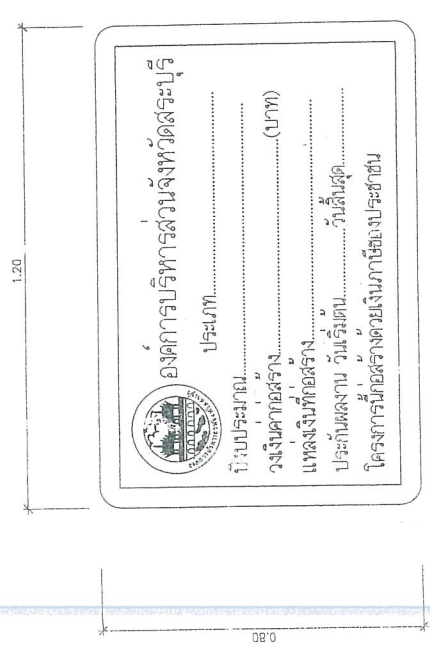 1.20
0.80
องค์การบริหารส่วนจังหวัดสระบุรี
ประเภท
ปีงบประมาณ
วงเงินค่าก่อสร้าง(บาท)
แหล่งเงินที่ก่อสร้าง
ประกันผลงาน วันเริ่มต้น วันสิ้นสุด
โครงการนี้ก่อสร้างด้วยเงินภาษีของประชาชน